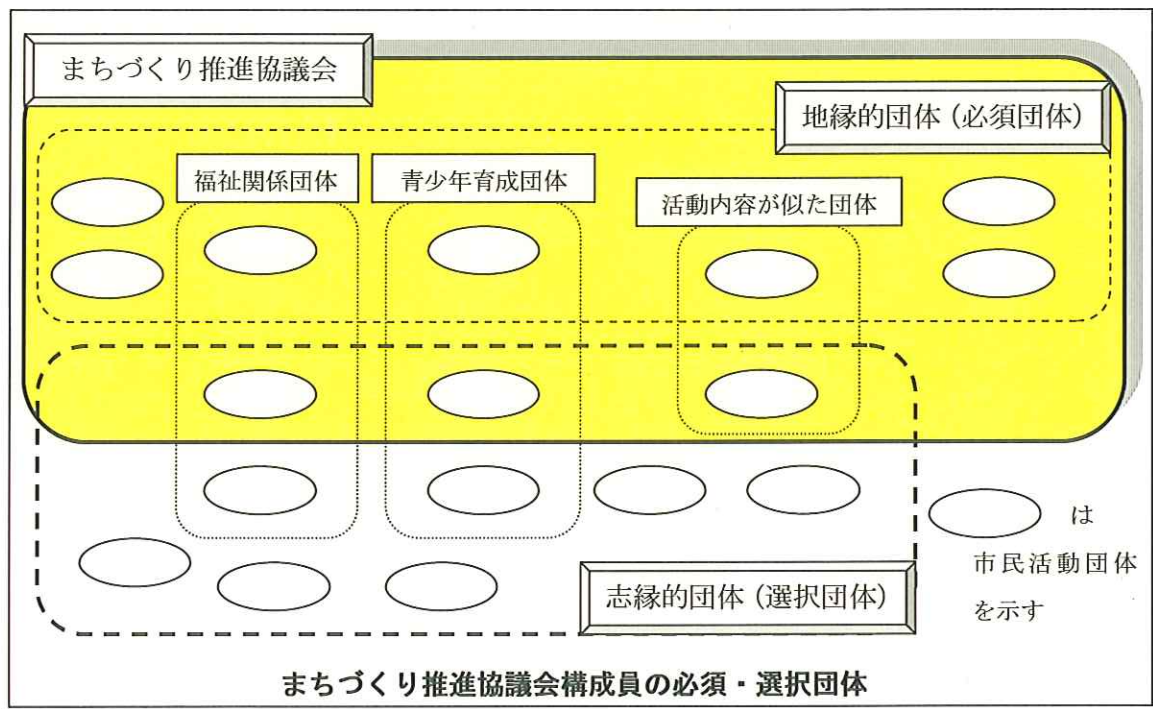 まちづくり推進協議会
地縁的団体（必須団体）
福祉関係団体
青少年育成団体
活動内容が似た団体
は
市民活動団体
を示す
志縁的団体（選択団体）
まちづくり推進協議会構成員の必須・選択団体